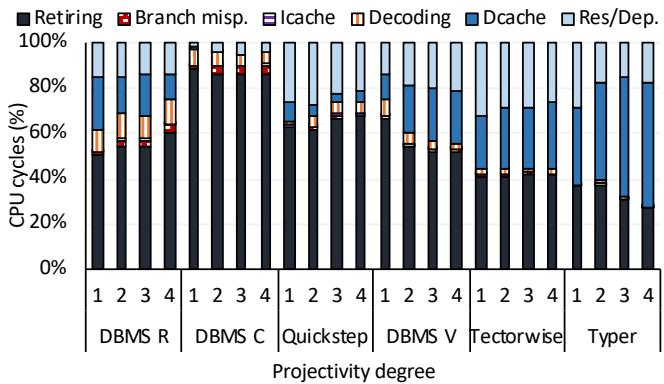 Retiring Branch misp. Icache Decoding Dcache Res/Dep.
100%
80%
60%
40%
20%
0%
CPU cycles (%)
1 2 3 4 1 2 3 4 1 2 3 4 1 2 3 4 1 2 3 4 1 2 3 4
DBMS R DBMS C Quickstep DBMS V Tectorwise Typer
Projectivity degree